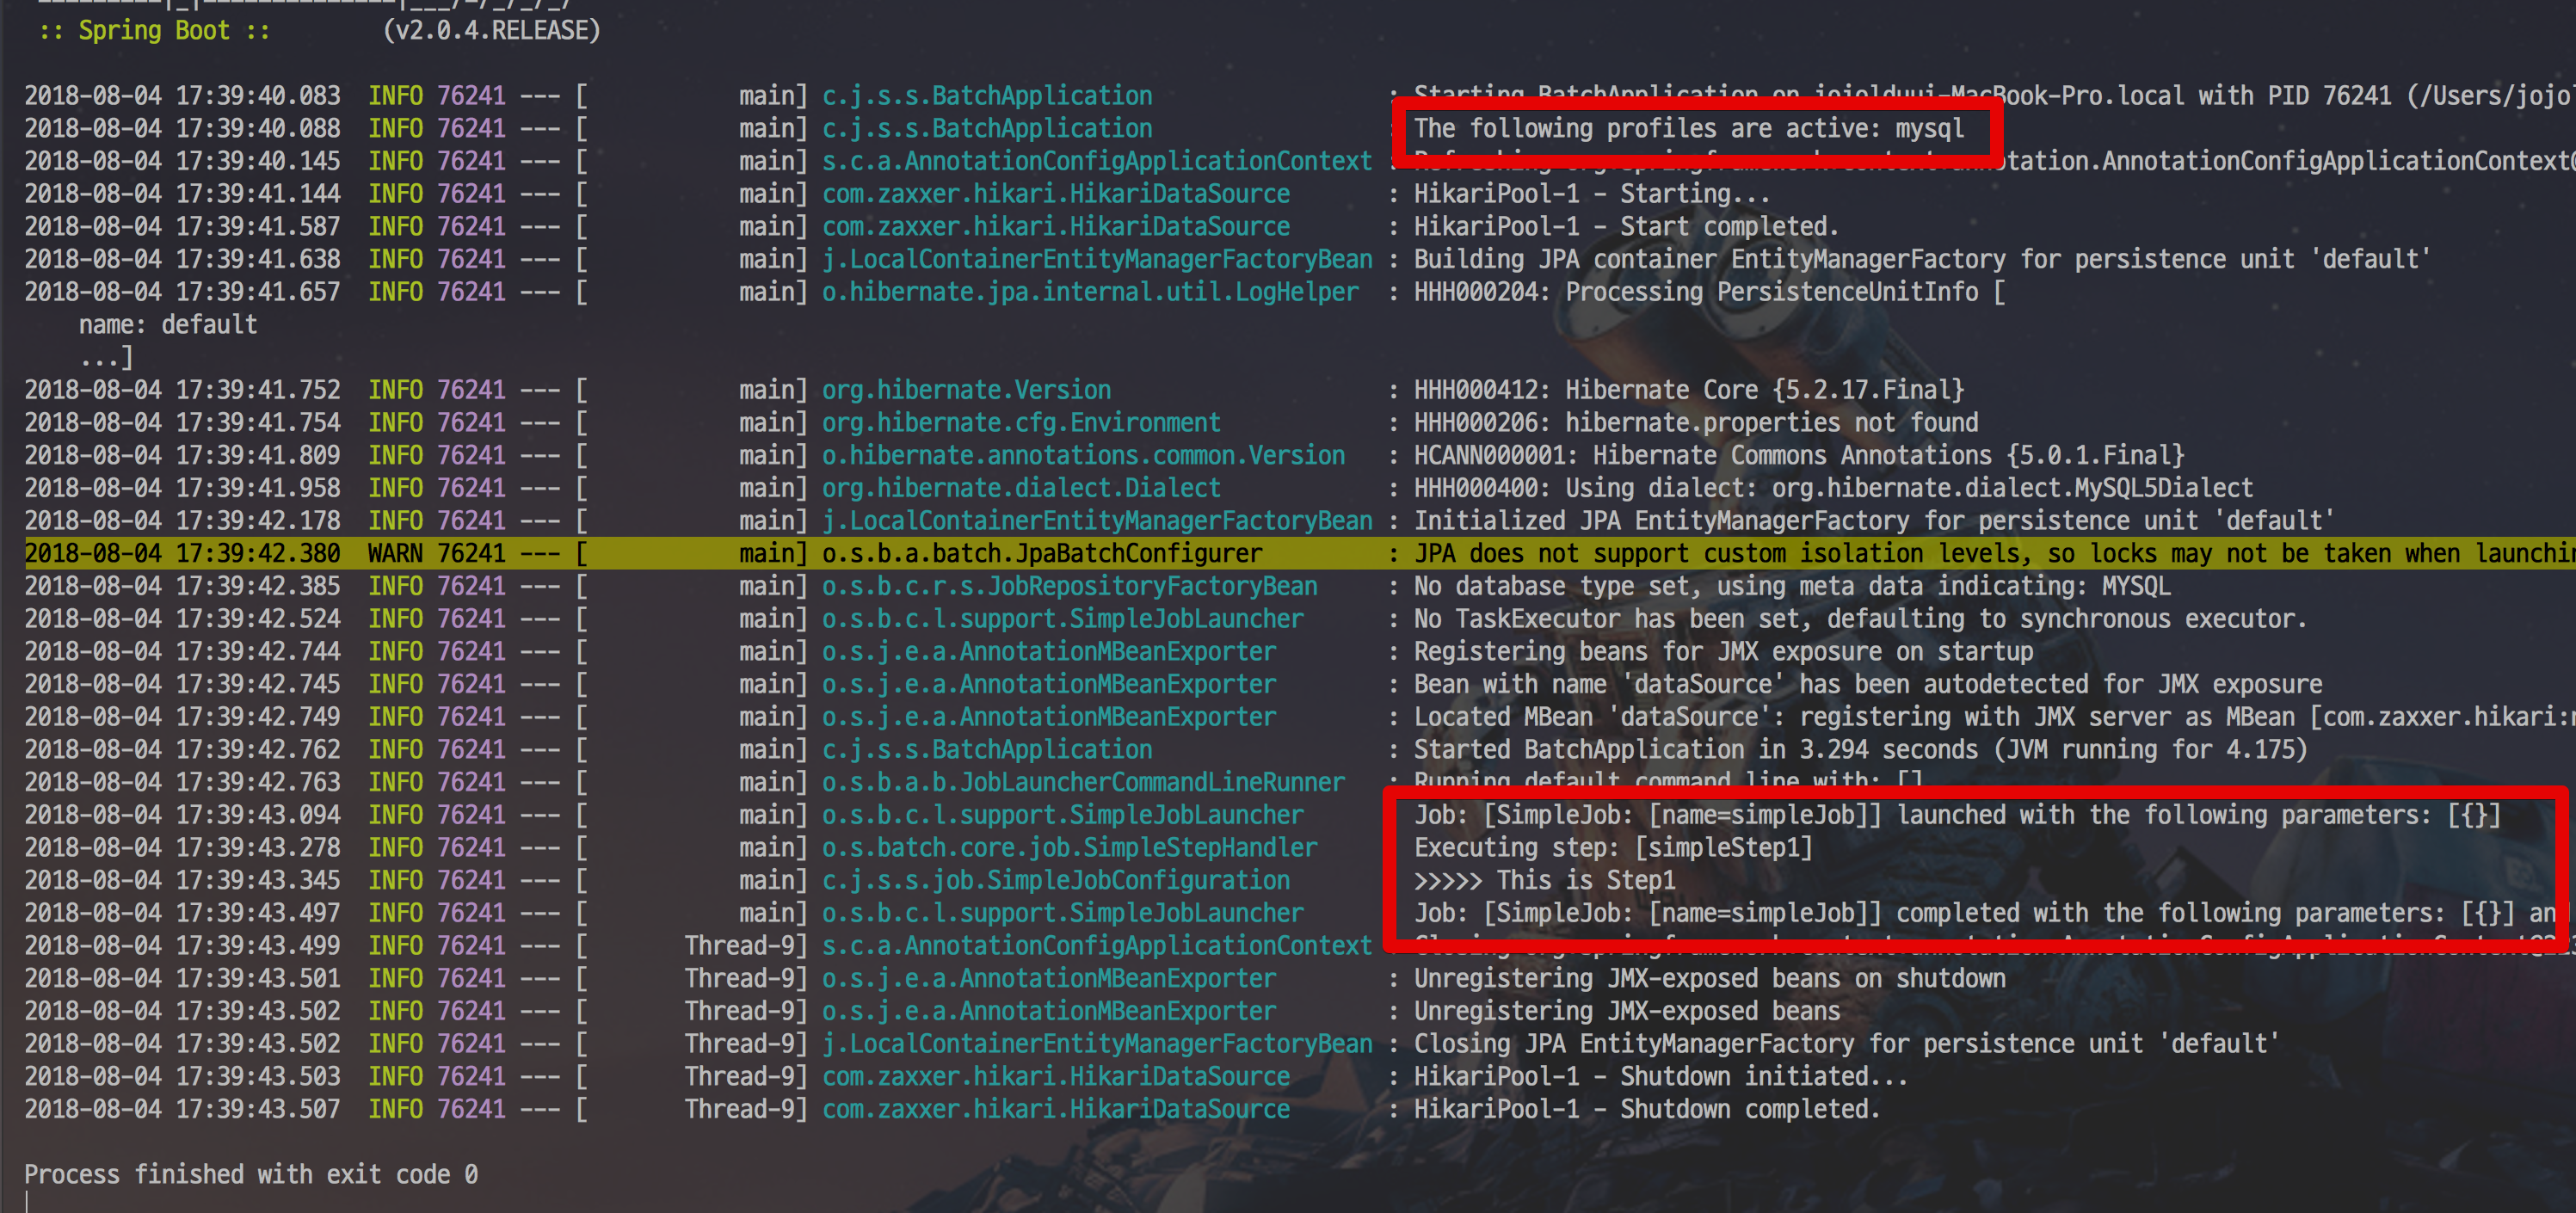 :: Spring Boot ::        (v2.0.4.RELEASE)
2018-08-04 17:39:40.083  INFO 76241 --- [           main] c.j.s.s.BatchApplication                 : Starting BatchApplication on jojolduui-MacBook-Pro.local with PID 76241 (/Users/jojol
2018-08-04 17:39:40.088  INFO 76241 --- [           main] c.j.s.s.BatchApplication                 : The following profiles are active: mysql
2018-08-04 17:39:40.145  INFO 76241 --- [           main] s.c.a.AnnotationConfigApplicationContext : Refreshing org.springframework.context.annotation.AnnotationConfigApplicationContext@
2018-08-04 17:39:41.144  INFO 76241 --- [           main] com.zaxxer.hikari.HikariDataSource       : HikariPool-1 - Starting...
2018-08-04 17:39:41.587  INFO 76241 --- [           main] com.zaxxer.hikari.HikariDataSource       : HikariPool-1 - Start completed.
2018-08-04 17:39:41.638  INFO 76241 --- [           main] j.LocalContainerEntityManagerFactoryBean : Building JPA container EntityManagerFactory for persistence unit 'default'
2018-08-04 17:39:41.657  INFO 76241 --- [           main] o.hibernate.jpa.internal.util.LogHelper  : HHH000204: Processing PersistenceUnitInfo [
    name: default
    ...]
2018-08-04 17:39:41.752  INFO 76241 --- [           main] org.hibernate.Version                    : HHH000412: Hibernate Core {5.2.17.Final}
2018-08-04 17:39:41.754  INFO 76241 --- [           main] org.hibernate.cfg.Environment            : HHH000206: hibernate.properties not found
2018-08-04 17:39:41.809  INFO 76241 --- [           main] o.hibernate.annotations.common.Version   : HCANN000001: Hibernate Commons Annotations {5.0.1.Final}
2018-08-04 17:39:41.958  INFO 76241 --- [           main] org.hibernate.dialect.Dialect            : HHH000400: Using dialect: org.hibernate.dialect.MySQL5Dialect
2018-08-04 17:39:42.178  INFO 76241 --- [           main] j.LocalContainerEntityManagerFactoryBean : Initialized JPA EntityManagerFactory for persistence unit 'default'
2018-08-04 17:39:42.380  WARN 76241 --- [           main] o.s.b.a.batch.JpaBatchConfigurer         : JPA does not support custom isolation levels, so locks may not be taken when launchin
2018-08-04 17:39:42.385  INFO 76241 --- [           main] o.s.b.c.r.s.JobRepositoryFactoryBean     : No database type set, using meta data indicating: MYSQL
2018-08-04 17:39:42.524  INFO 76241 --- [           main] o.s.b.c.l.support.SimpleJobLauncher      : No TaskExecutor has been set, defaulting to synchronous executor.
2018-08-04 17:39:42.744  INFO 76241 --- [           main] o.s.j.e.a.AnnotationMBeanExporter        : Registering beans for JMX exposure on startup
2018-08-04 17:39:42.745  INFO 76241 --- [           main] o.s.j.e.a.AnnotationMBeanExporter        : Bean with name 'dataSource' has been autodetected for JMX exposure
2018-08-04 17:39:42.749  INFO 76241 --- [           main] o.s.j.e.a.AnnotationMBeanExporter        : Located MBean 'dataSource': registering with JMX server as MBean [com.zaxxer.hikari:n
2018-08-04 17:39:42.762  INFO 76241 --- [           main] c.j.s.s.BatchApplication                 : Started BatchApplication in 3.294 seconds (JVM running for 4.175)
2018-08-04 17:39:42.763  INFO 76241 --- [           main] o.s.b.a.b.JobLauncherCommandLineRunner   : Running default command line with: []
2018-08-04 17:39:43.094  INFO 76241 --- [           main] o.s.b.c.l.support.SimpleJobLauncher        Job: [SimpleJob: [name=simpleJob]] launched with the following parameters: [{}]
2018-08-04 17:39:43.278  INFO 76241 --- [           main] o.s.batch.core.job.SimpleStepHandler       Executing step: [simpleStep1]
2018-08-04 17:39:43.345  INFO 76241 --- [           main] c.j.s.s.job.SimpleJobConfiguration         >>>>> This is Step1
2018-08-04 17:39:43.497  INFO 76241 --- [           main] o.s.b.c.l.support.SimpleJobLauncher        Job: [SimpleJob: [name=simpleJob]] completed with the following parameters: [{}] an
2018-08-04 17:39:43.499  INFO 76241 --- [       Thread-9] s.c.a.AnnotationConfigApplicationContext
2018-08-04 17:39:43.501  INFO 76241 --- [       Thread-9] o.s.j.e.a.AnnotationMBeanExporter        : Unregistering JMX-exposed beans on shutdown
2018-08-04 17:39:43.502  INFO 76241 --- [       Thread-9] o.s.j.e.a.AnnotationMBeanExporter        : Unregistering JMX-exposed beans
2018-08-04 17:39:43.502  INFO 76241 --- [       Thread-9] j.LocalContainerEntityManagerFactoryBean : Closing JPA EntityManagerFactory for persistence unit 'default'
2018-08-04 17:39:43.503  INFO 76241 --- [       Thread-9] com.zaxxer.hikari.HikariDataSource       : HikariPool-1 - Shutdown initiated...
2018-08-04 17:39:43.507  INFO 76241 --- [       Thread-9] com.zaxxer.hikari.HikariDataSource       : HikariPool-1 - Shutdown completed.
Process finished with exit code 0